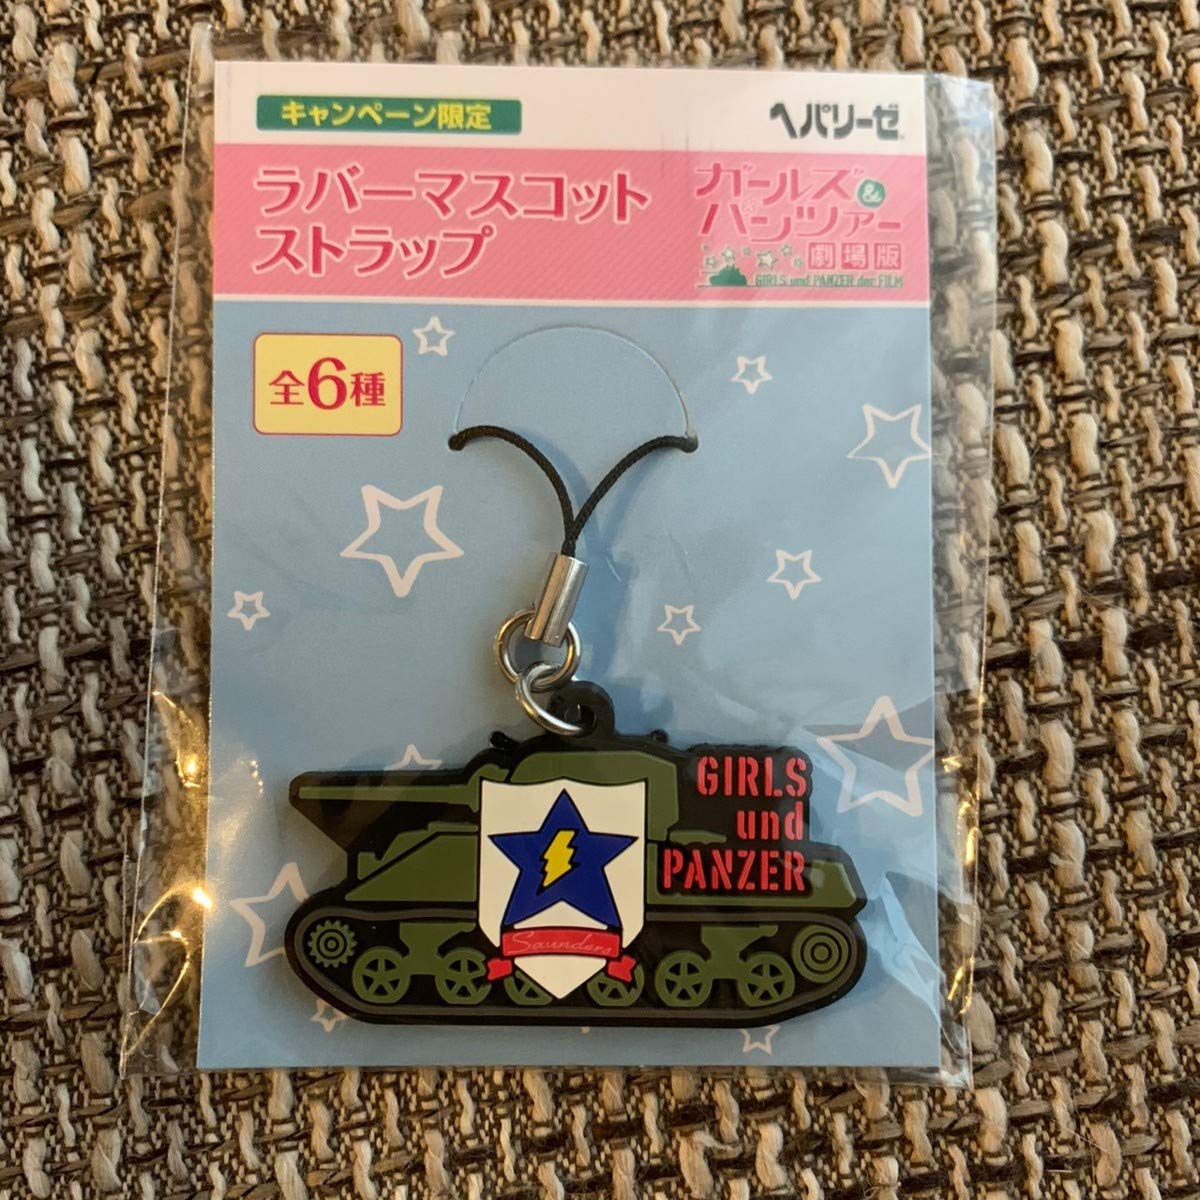 キャンペーン限定
ヘパリーゼ
ラバーマスコット
ストラップ
ガールズ&
パンツァー
劇場版
GIRLS und PANZER der FILM
全6種
GIRLS
und
PANZER
Saunders